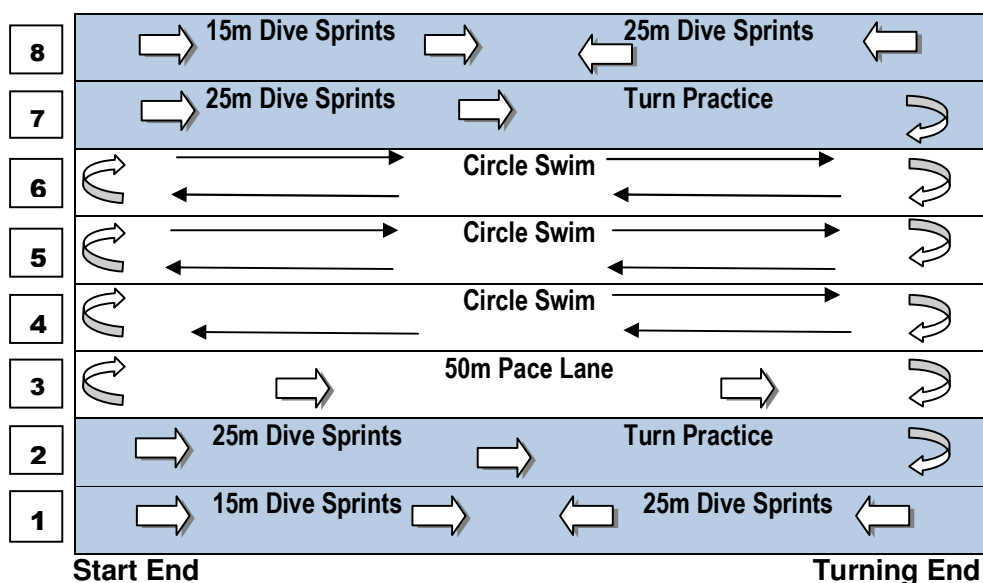 8 15m Dive Sprints 25m Dive Sprints
7 25m Dive Sprints Turn Practice
6 Circle Swim
5 Circle Swim
4 Circle Swim
3 50m Pace Lane
2 25m Dive Sprints Turn Practice
1 15m Dive Sprints 25m Dive Sprints
Start End Turning End